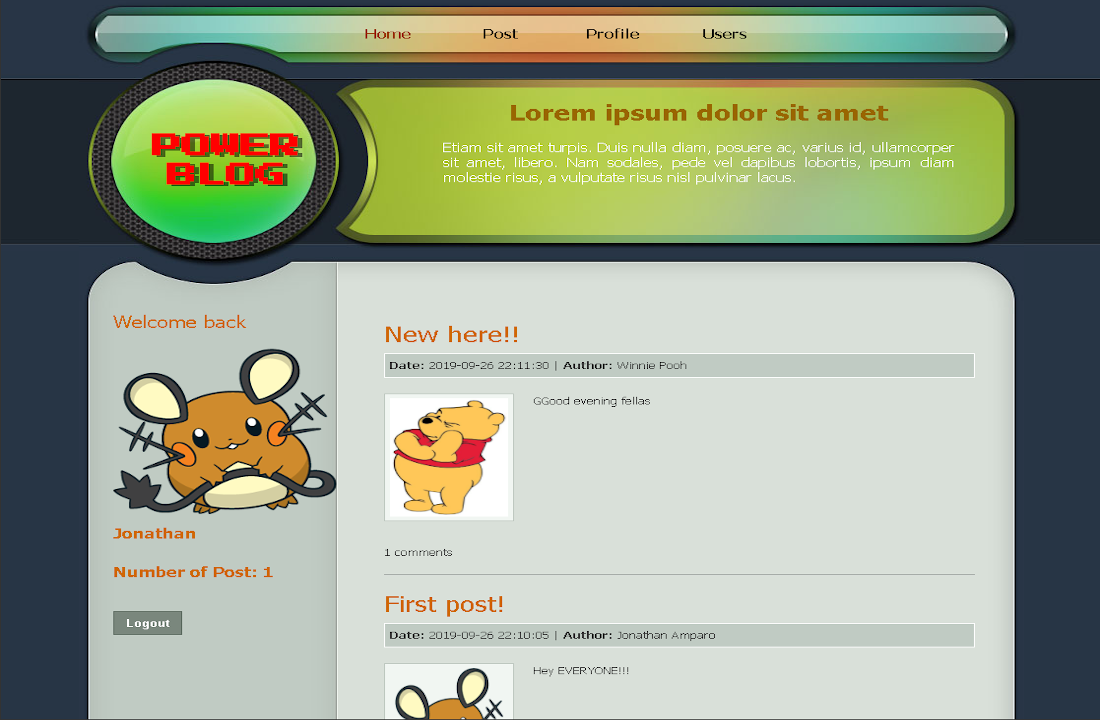 Home Post Profile Users
POWER
BLOG
Lorem ipsum dolor sit amet
Etiam sit amet turpis. Duis nulla diam, posuere ac, varius id, ullamcorper
sit amet, libero. Nam sodales, pede vel dapibus lobortis, ipsum diam
molestie risus, a vulputate risus nisl pulvinar lacus.
Welcome back
Jonathan
Number of Post: 1
Logout
New here!!
Date: 2019-09-26 22:11:30 | Author: Winnie Pooh
GGood evening fellas
1 comments
First post!
Date: 2019-09-26 22:10:05 | Author: Jonathan Amparo
Hey EVERYONE!!!